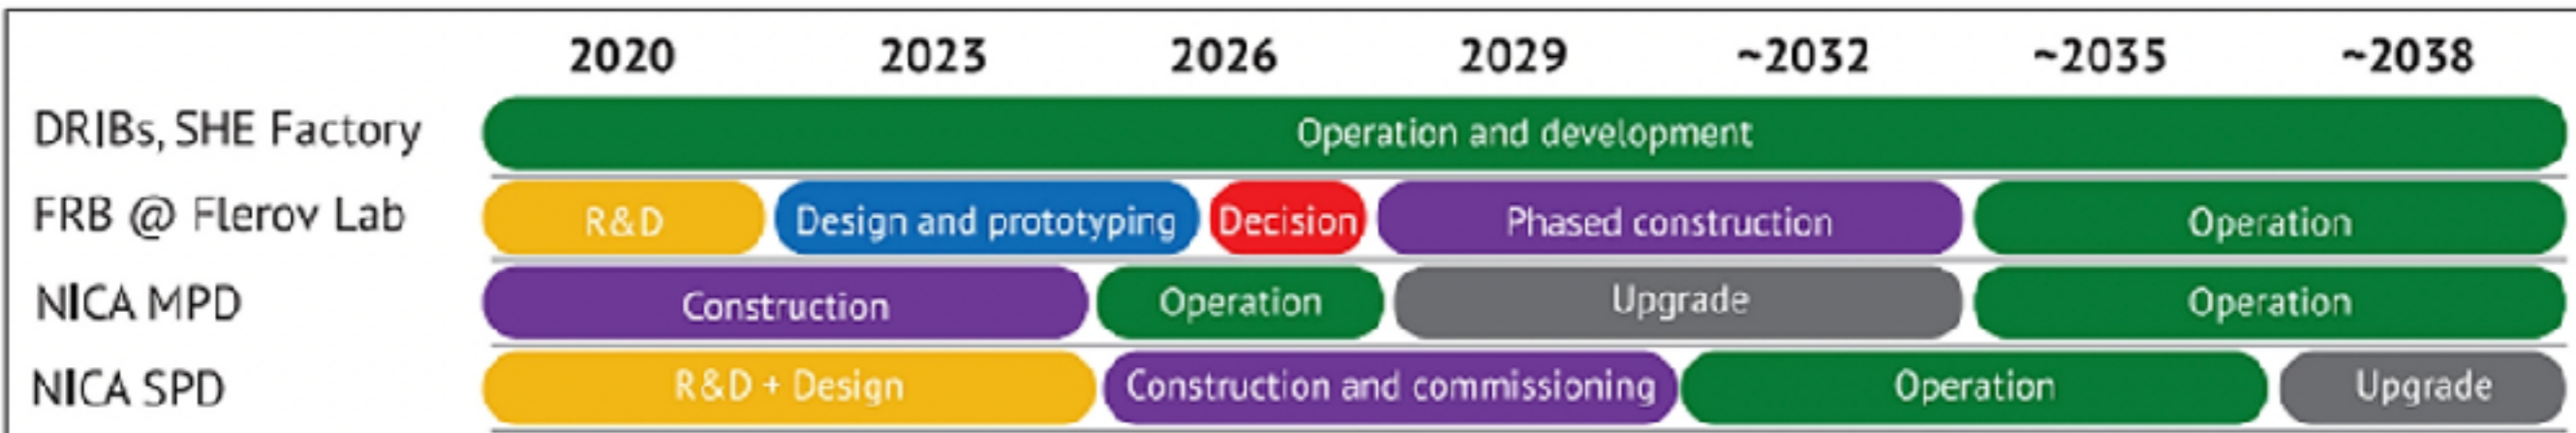 2020 2023 2026 2029 ~2032 ~2035 ~2038
DRIBs, SHE Factory Operation and development
FRB @ Flerov Lab R&D Design and prototyping Decision Phased construction Operation
NICA MPD Construction Operation Upgrade Operation
NICA SPD R&D + Design Construction and commissioning Operation Upgrade